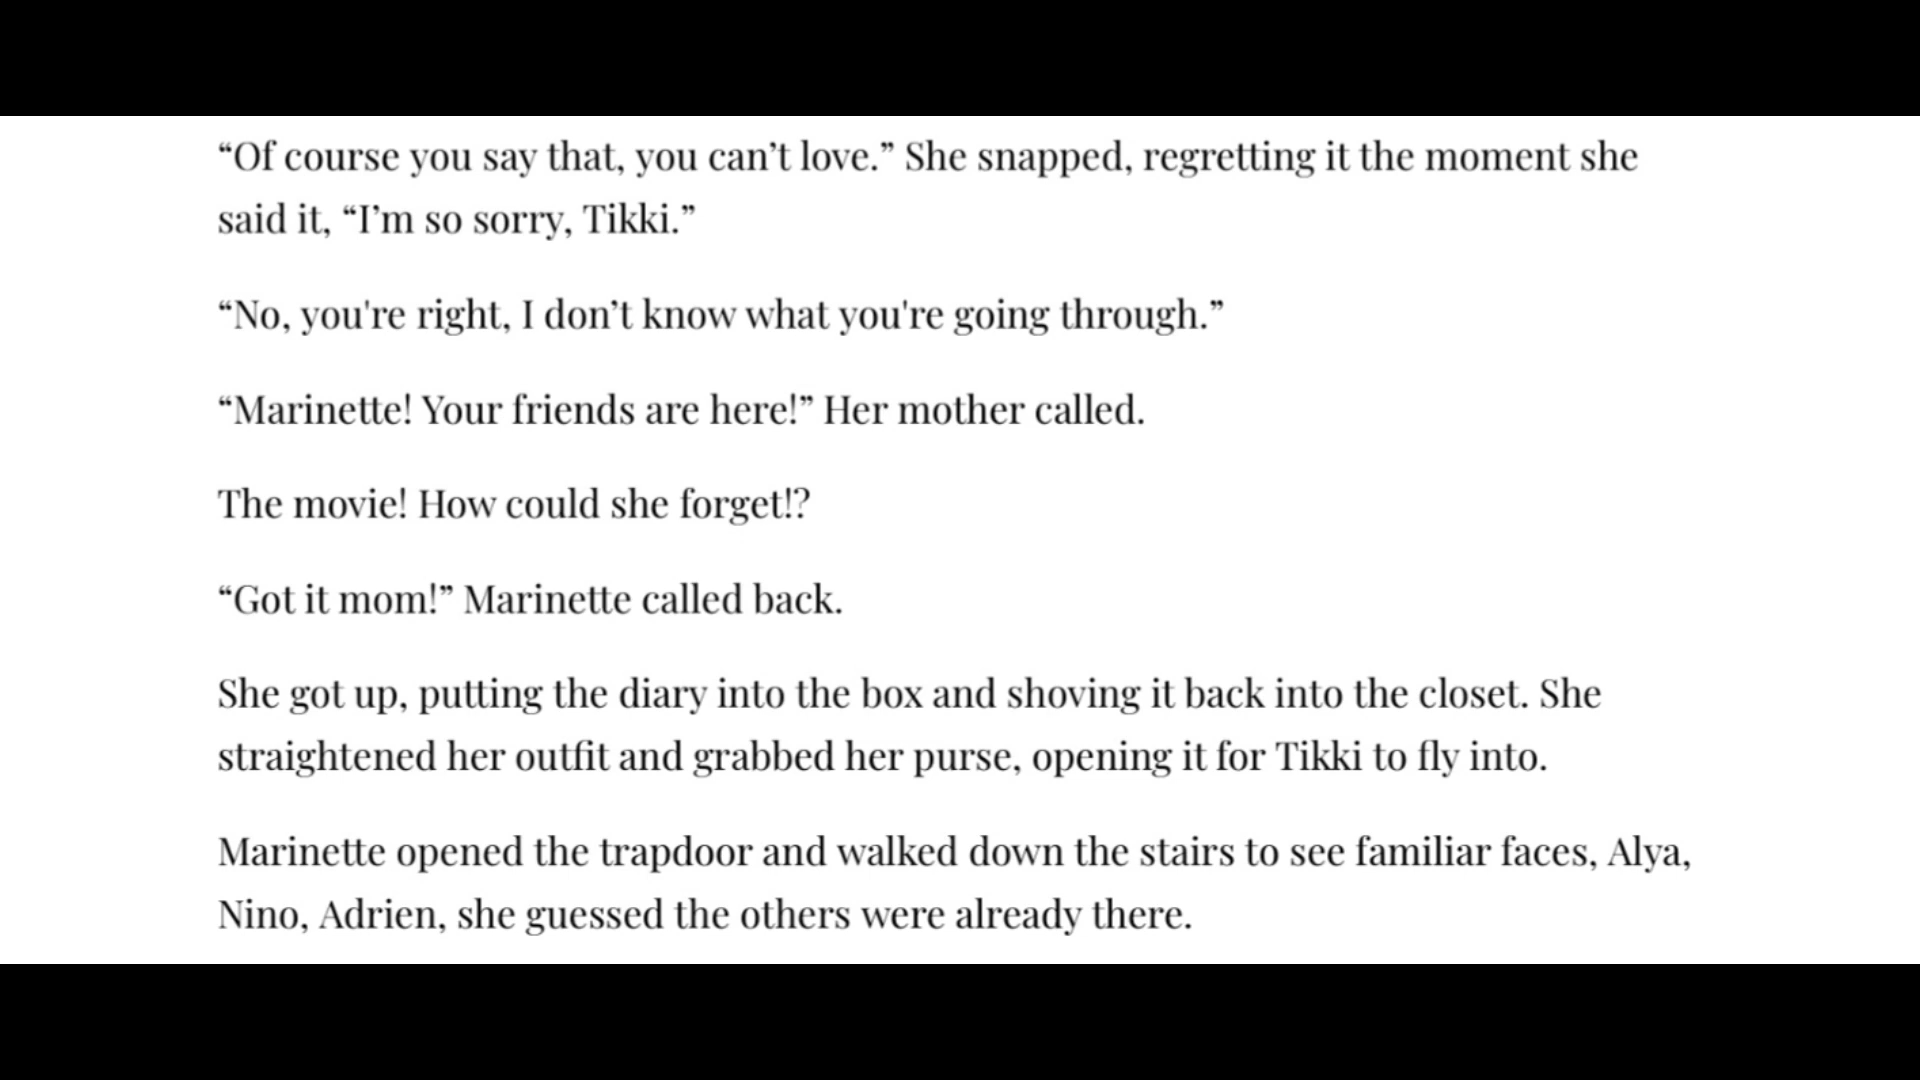 “Of course you say that, you can’t love.” She snapped, regretting it the moment she
said it, “I’m so sorry, Tikki.”
“No, you're right, I don’t know what you're going through.”
“Marinette! Your friends are here!” Her mother called.
The movie! How could she forget!?
“Got it mom!” Marinette called back.
She got up, putting the diary into the box and shoving it back into the closet. She
straightened her outfit and grabbed her purse, opening it for Tikki to fly into.
Marinette opened the trapdoor and walked down the stairs to see familiar faces, Alya,
Nino, Adrien, she guessed the others were already there.